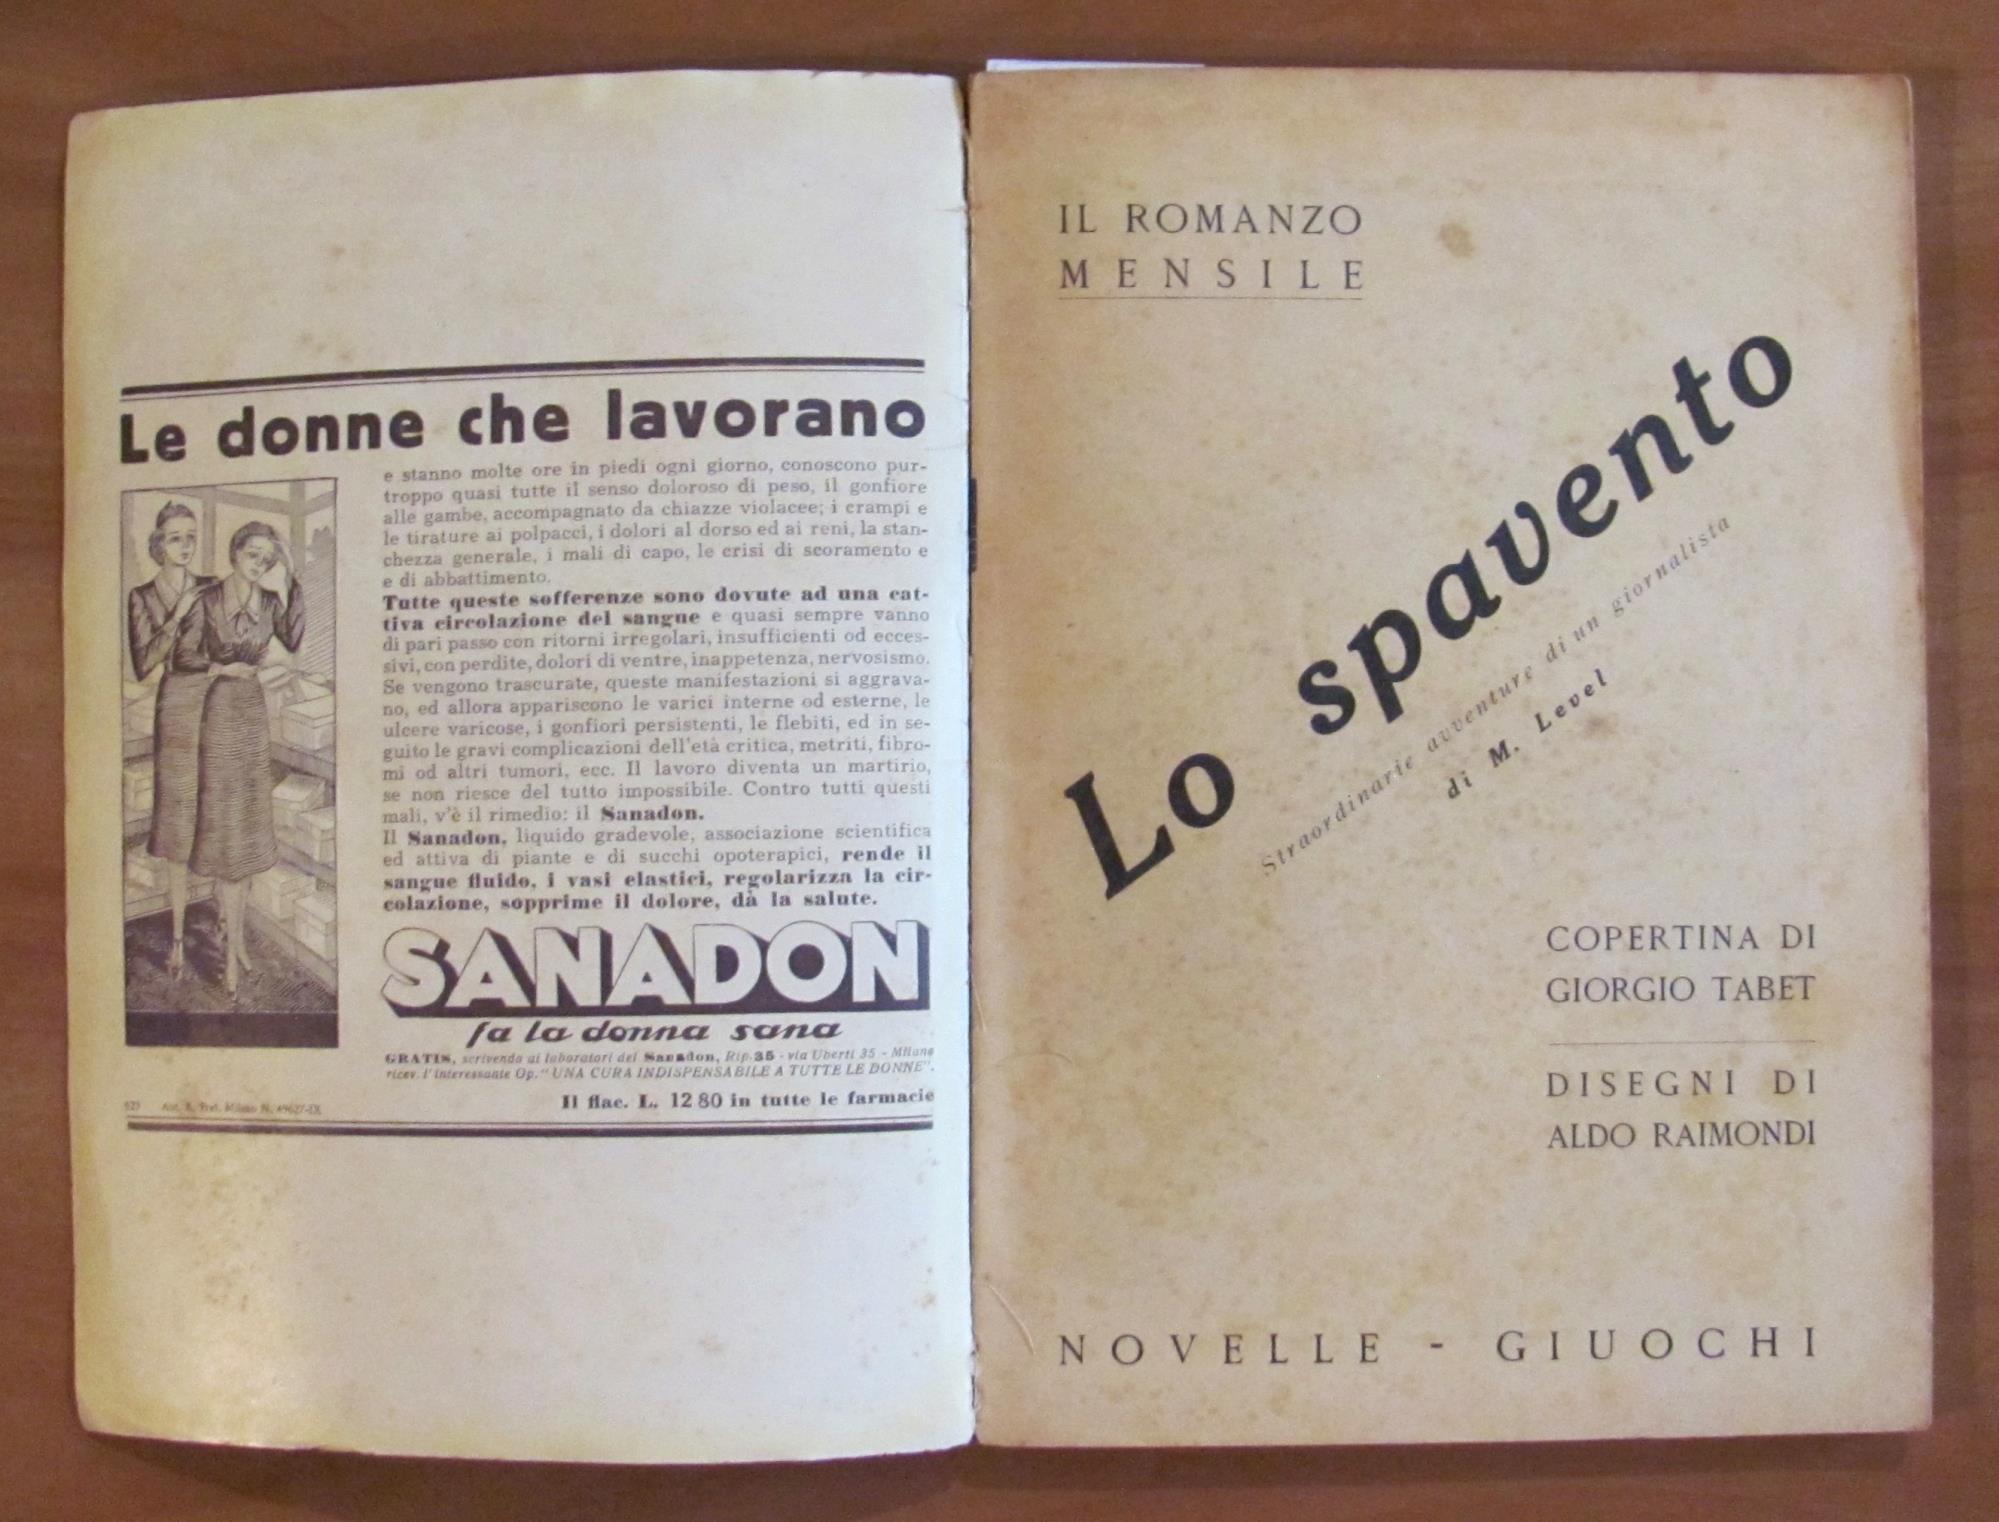 Le donne che lavorano
e stanno molte ore in piedi ogni giorno, conoscono pur-
troppo quasi tutte il senso doloroso di peso, il gonfiore
alle gambe, accompagnato da chiazze violacee; i crampi e
le tirature ai polpacci, i dolori al dorso ed ai reni, la stan-
chezza generale, i mali di capo, le crisi di scoramento e
e di abbattimento.
Tutte queste sofferenze sono dovute ad una cat-
tiva circolazione del sangue e quasi sempre vanno
di pari passo con ritorni irregolari, insufficienti od ecces-
sivi, con perdite, dolori di ventre, inappetenza, nervosismo.
Se vengono trascurate, queste manifestazioni si aggrava-
no, ed allora appariscono le varici interne od esterne, le
ulcere varicose, i gonfiori persistenti, le flebiti, ed in se-
guito le gravi complicazioni dell'età critica, metriti, fibro-
mi od altri tumori, ecc. Il lavoro diventa un martirio,
se non riesce del tutto impossibile. Contro tutti questi
mali, v'è il rimedio: il Sanadon.
Il Sanadon, liquido gradevole, associazione scientifica
ed attiva di piante e di succhi opoterapici, rende il
sangue fluido, i vasi elastici, regolarizza la cir-
colazione, sopprime il dolore, dà la salute.
SANADON
fa la donna sana
GRATIS, scrivendo ai laboratori del Sanadon, Rip. 35 - via Uberti 35 - Milano
ricev. l'interessante Op. "UNA CURA INDISPENSABILE A TUTTE LE DONNE".
Il flac. L. 12 80 in tutte le farmacie
Aut. R. Pref. Milano N. 49627-IX
IL ROMANZO
MENSILE
Lo spavento
Straordinarie avventure di un giornalista
di M. Level
COPERTINA DI
GIORGIO TABET
DISEGNI DI
ALDO RAIMONDI
NOVELLE - GIUOCHI